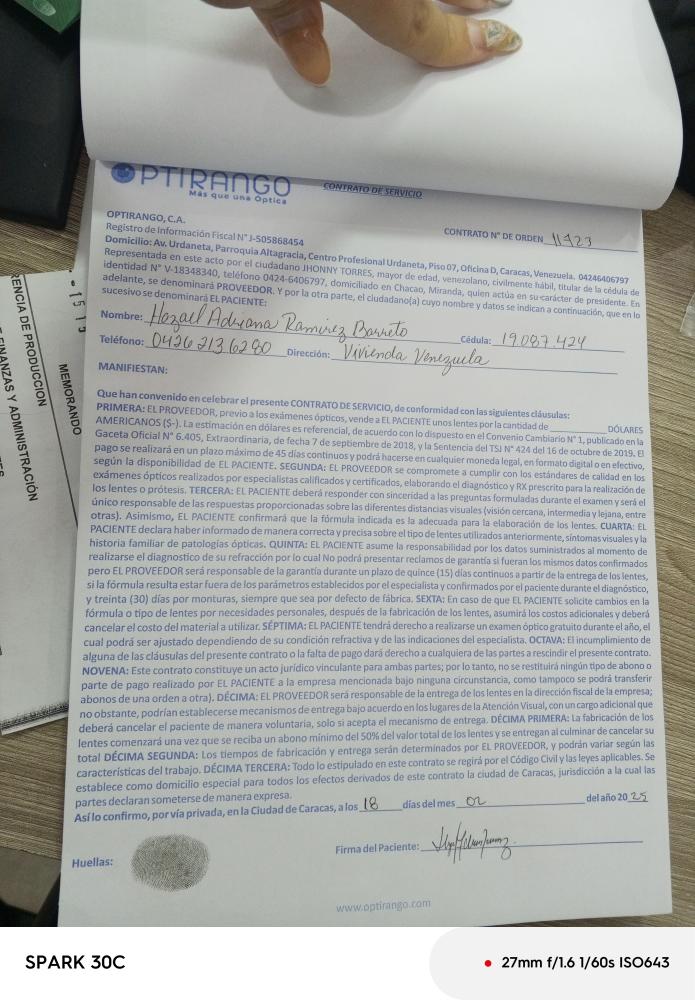 OPTIRANGO
Más que una Optica
CONTRATO DE SERVICIO
OPTIRANGO, C.A.
Registro de Información Fiscal N° J-505868454
CONTRATO N° DE ORDEN 11723
Domicilio: Av. Urdaneta, Parroquia Altagracia, Centro Profesional Urdaneta, Piso 07, Oficina D, Caracas, Venezuela. 04246406797
Representada en este acto por el ciudadano JHONNY TORRES, mayor de edad, venezolano, civilmente hábil, titular de la cédula de
identidad N° V-18348340, teléfono 0424-6406797, domiciliado en Chacao, Miranda, quien actúa en su carácter de presidente. En
adelante, se denominará PROVEEDOR. Y por la otra parte, el ciudadano(a) cuyo nombre y datos se indican a continuación, que en lo
sucesivo se denominará EL PACIENTE:
Nombre: Hezael Adriana Ramirez Barreto Cédula: 19.087.424
Teléfono: 0426 2136280 Dirección: Vivienda Venezuela
MANIFIESTAN:
Que han convenido en celebrar el presente CONTRATO DE SERVICIO, de conformidad con las siguientes cláusulas:
PRIMERA: EL PROVEEDOR, previo a los exámenes ópticos, vende a EL PACIENTE unos lentes por la cantidad de ____________ DÓLARES
AMERICANOS ($-). La estimación en dólares es referencial, de acuerdo con lo dispuesto en el Convenio Cambiario N° 1, publicado en la
Gaceta Oficial N° 6.405, Extraordinaria, de fecha 7 de septiembre de 2018, y la Sentencia del TSJ N° 424 del 16 de octubre de 2019. El
pago se realizará en un plazo máximo de 45 días continuos y podrá hacerse en cualquier moneda legal, en formato digital o en efectivo,
según la disponibilidad de EL PACIENTE. SEGUNDA: EL PROVEEDOR se compromete a cumplir con los estándares de calidad en los
exámenes ópticos realizados por especialistas calificados y certificados, elaborando el diagnóstico y RX prescrito para la realización de
los lentes o prótesis. TERCERA: EL PACIENTE deberá responder con sinceridad a las preguntas formuladas durante el examen y será el
único responsable de las respuestas proporcionadas sobre las diferentes distancias visuales (visión cercana, intermedia y lejana, entre
otras). Asimismo, EL PACIENTE confirmará que la fórmula indicada es la adecuada para la elaboración de los lentes. CUARTA: EL
PACIENTE declara haber informado de manera correcta y precisa sobre el tipo de lentes utilizados anteriormente, síntomas visuales y la
historia familiar de patologías ópticas. QUINTA: EL PACIENTE asume la responsabilidad por los datos suministrados al momento de
realizarse el diagnostico de su refracción por lo cual No podrá presentar reclamos de garantía si fueran los mismos datos confirmados
pero EL PROVEEDOR será responsable de la garantía durante un plazo de quince (15) días continuos a partir de la entrega de los lentes,
si la fórmula resulta estar fuera de los parámetros establecidos por el especialista y confirmados por el paciente durante el diagnóstico,
y treinta (30) días por monturas, siempre que sea por defecto de fábrica. SEXTA: En caso de que EL PACIENTE solicite cambios en la
fórmula o tipo de lentes por necesidades personales, después de la fabricación de los lentes, asumirá los costos adicionales y deberá
cancelar el costo del material a utilizar. SÉPTIMA: EL PACIENTE tendrá derecho a realizarse un examen óptico gratuito durante el año, el
cual podrá ser ajustado dependiendo de su condición refractiva y de las indicaciones del especialista. OCTAVA: El incumplimiento de
alguna de las cláusulas del presente contrato o la falta de pago dará derecho a cualquiera de las partes a rescindir el presente contrato.
NOVENA: Este contrato constituye un acto jurídico vinculante para ambas partes; por lo tanto, no se restituirá ningún tipo de abono o
parte de pago realizado por EL PACIENTE a la empresa mencionada bajo ninguna circunstancia, como tampoco se podrá transferir
abonos de una orden a otra). DÉCIMA: EL PROVEEDOR será responsable de la entrega de los lentes en la dirección fiscal de la empresa;
no obstante, podrían establecerse mecanismos de entrega bajo acuerdo en los lugares de la Atención Visual, con un cargo adicional que
deberá cancelar el paciente de manera voluntaria, solo si acepta el mecanismo de entrega. DÉCIMA PRIMERA: La fabricación de los
lentes comenzará una vez que se reciba un abono mínimo del 50% del valor total de los lentes y se entregan al culminar de cancelar su
total DÉCIMA SEGUNDA: Los tiempos de fabricación y entrega serán determinados por EL PROVEEDOR, y podrán variar según las
características del trabajo. DÉCIMA TERCERA: Todo lo estipulado en este contrato se regirá por el Código Civil y las leyes aplicables. Se
establece como domicilio especial para todos los efectos derivados de este contrato la ciudad de Caracas, jurisdicción a la cual las
partes declaran someterse de manera expresa.
Así lo confirmo, por vía privada, en la Ciudad de Caracas, a los 18 días del mes 02 del año 2025
Huellas:
Firma del Paciente:
www.optirango.com
MEMORANDO
RENCIA DE PRODUCCION
FINANZAS Y ADMINISTRACIÓN
SPARK 30C
27mm f/1.6 1/60s ISO643